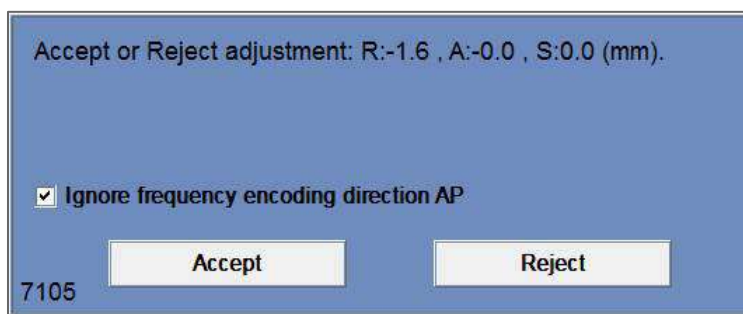 Accept or Reject adjustment: R:-1.6 , A:-0.0 , S:0.0 (mm).
Ignore frequency encoding direction AP
Accept
Reject
7105